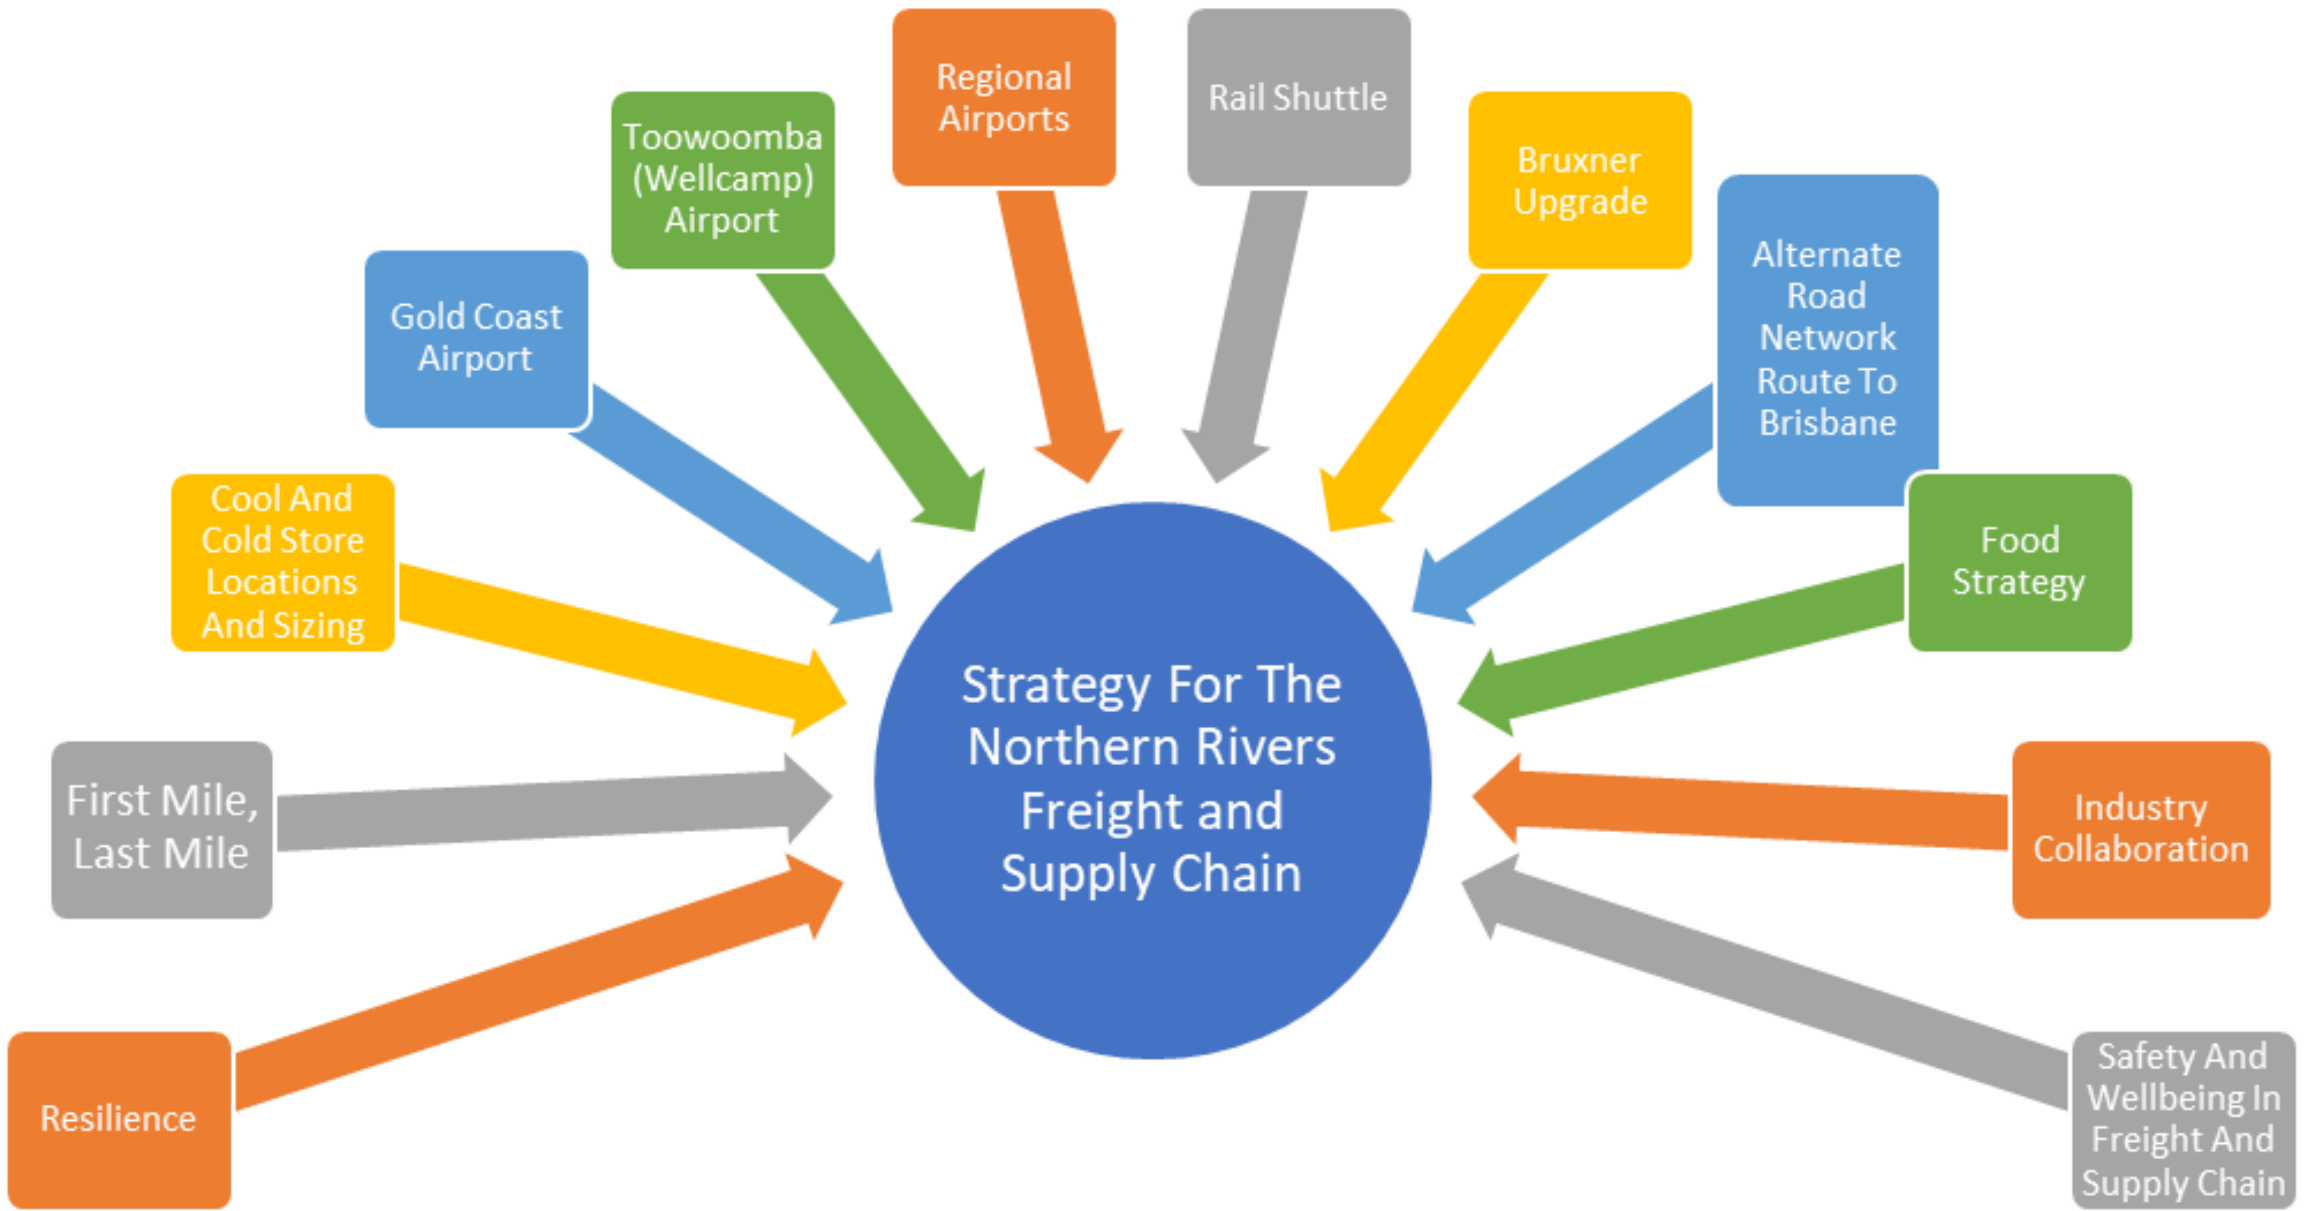 Regional
Airports
Rail Shuttle
Toowoomba
(Wellcamp)
Airport
Bruxner
Upgrade
Gold Coast
Airport
Alternate
Road
Network
Route To
Brisbane
Cool And
Cold Store
Locations
And Sizing
Food
Strategy
First Mile,
Last Mile
Strategy For The
Northern Rivers
Freight and
Supply Chain
Industry
Collaboration
Resilience
Safety And
Wellbeing In
Freight And
Supply Chain